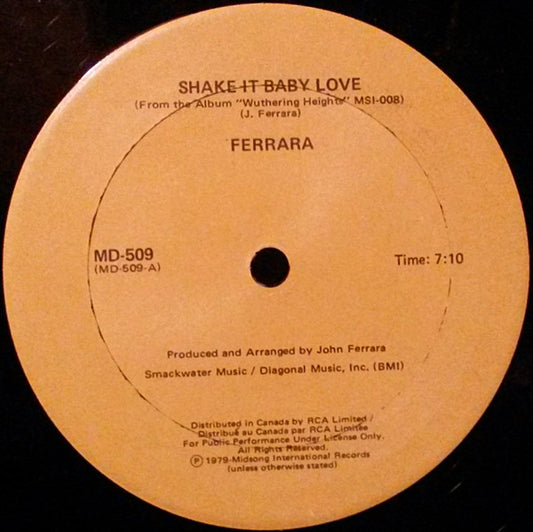 SHAKE IT BABY LOVE
(From the Album "Wuthering Heights" MSI-008)
(J. Ferrara)
FERRARA
MD-509
(MD-509-A)
Time: 7:10
Produced and Arranged by John Ferrara
Smackwater Music / Diagonal Music, Inc. (BMI)
Distributed in Canada by RCA Limited /
Distribué au Canada par RCA Limitée
For Public Performance Under License Only.
All Rights Reserved.
Ⓟ 1979-Midsong International Records
(unless otherwise stated)